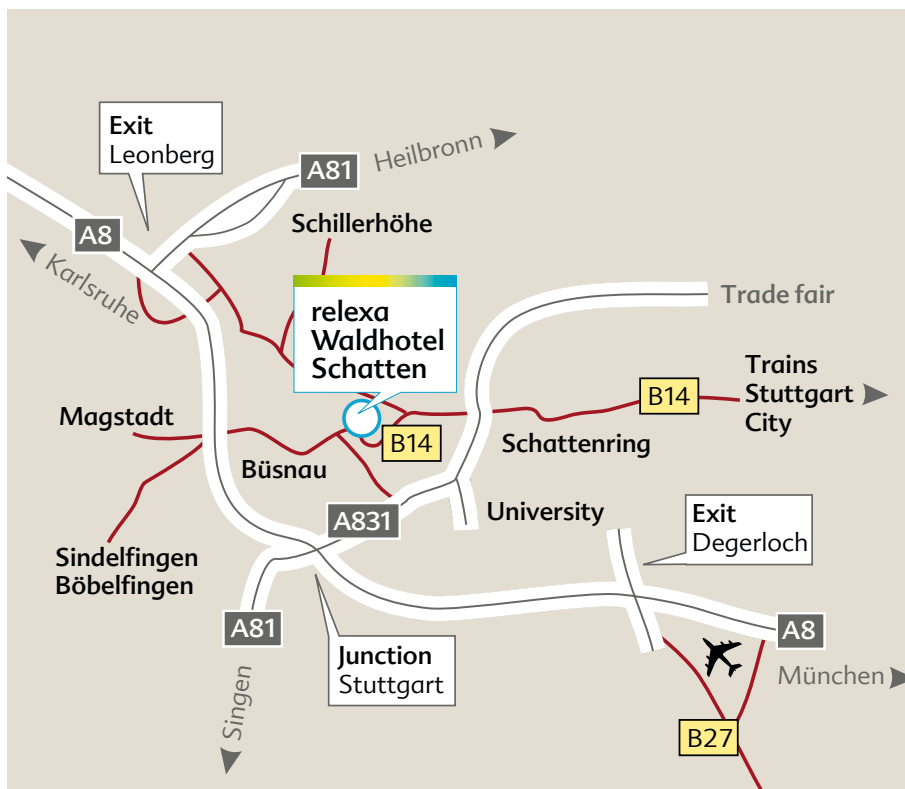 Exit
Leonberg
A81
Heilbronn
Schillerhöhe
A8
Karlsruhe
relexa
Waldhotel
Schatten
Trade fair
Trains
Stuttgart
City
B14
Magstadt
B14
Schattenring
Büsnau
A831
University
Exit
Degerloch
Sindelfingen
Böbelfingen
A81
A8
Junction
Stuttgart
Singen
München
B27